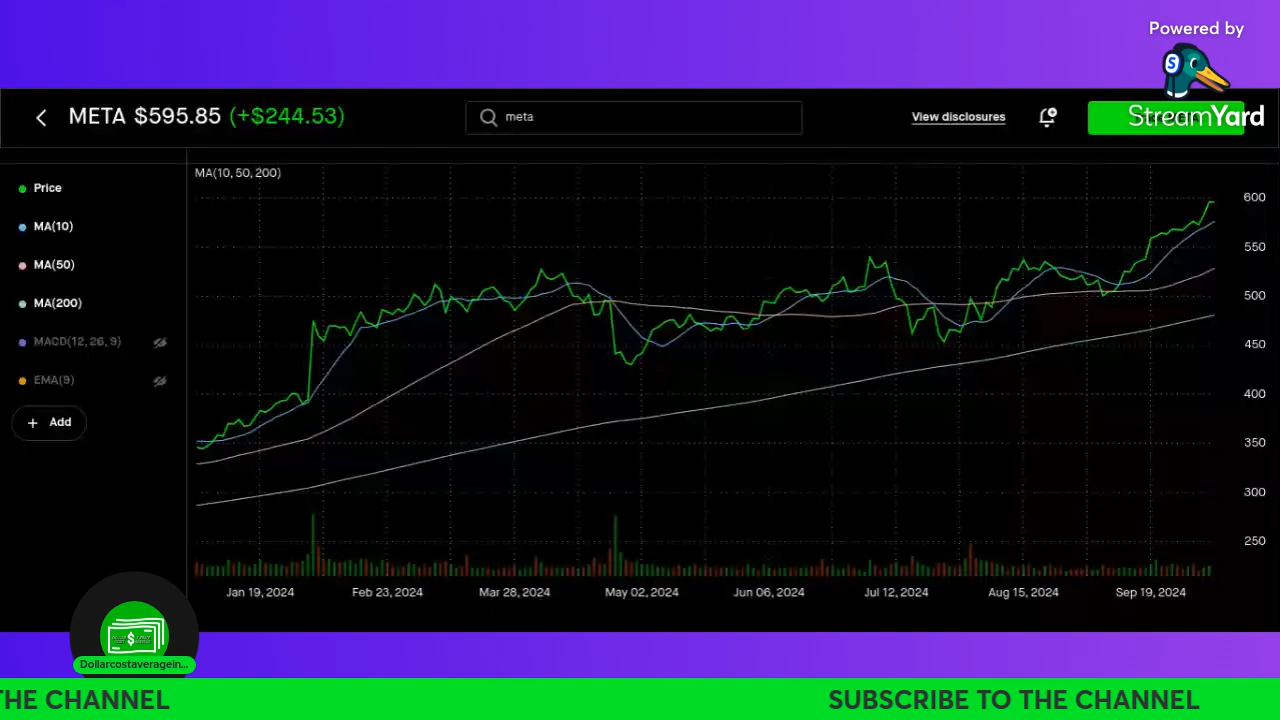 Powered by
S
META $595.85 (+$244.53)
meta
View disclosures
StreamYard
MA(10, 50, 200)
Price
MA(10)
MA(50)
MA(200)
MACD(12, 26, 9)
EMA(9)
+ Add
600
550
500
450
400
350
300
250
Jan 19, 2024
Feb 23, 2024
Mar 28, 2024
May 02, 2024
Jun 06, 2024
Jul 12, 2024
Aug 15, 2024
Sep 19, 2024
$
Dollarcostaveragein...
THE CHANNEL
SUBSCRIBE TO THE CHANNEL